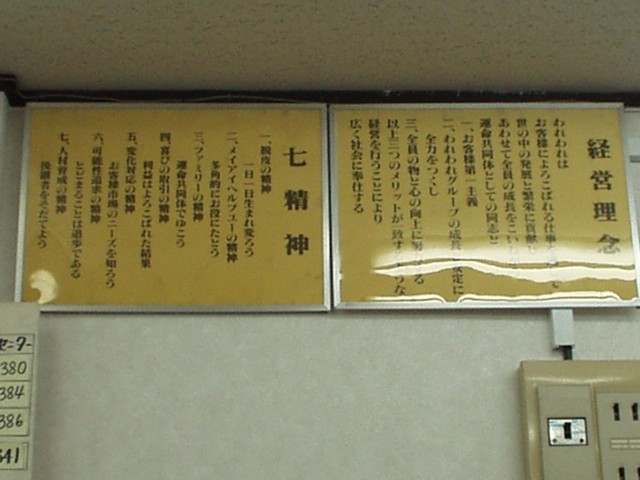 経営理念
われわれは
お客様によろこばれる仕事
世の中の発展と繁栄に貢献
あわせて全員の成長をこい
運命共同体としての同志と
一、お客様第一主義
二、われわれグループの成長と安定に
全力をつくし
三、全員の物と心の向上に努める
以上三つのメリットが一致するような
経営を行うことにより
広く社会に奉仕する
七精神
一、脱皮の精神
一日一日生まれ変ろう
二、メイアイヘルプユーの精神
多角的にお役にたとう
三、ファミリーの精神
運命共同体でゆこう
四、喜びの取引の精神
利益はよろこばれた結果
五、変化対応の精神
お客様市場のニーズを知ろう
六、可能性追求の精神
とどまることは退歩である
七、人材育成の精神
後継者をそだてよう
センター
380
384
386
641